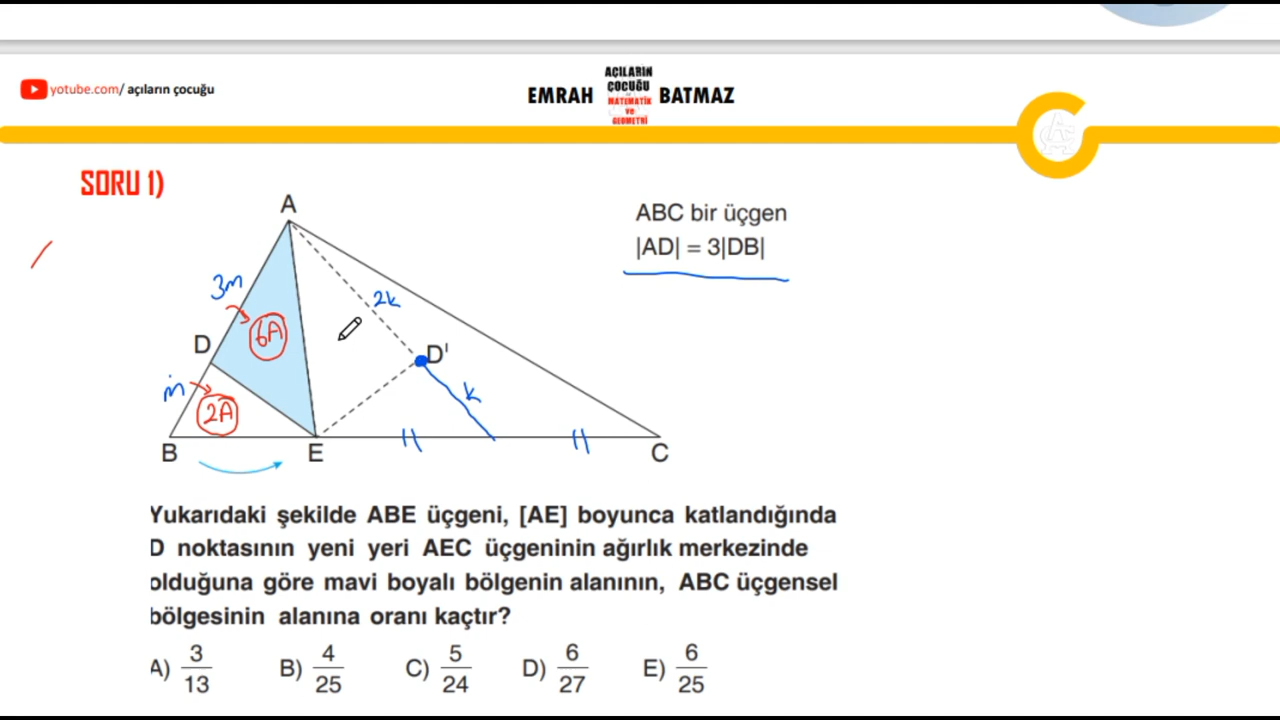 yotube.com/ açıların çocuğu
EMRAH
AÇILARIN
ÇOCUĞU
MATEMATİK
ve
GEOMETRİ
BATMAZ
SORU 1)
A
ABC bir üçgen
|AD| = 3|DB|
3m
2k
6A
D
D'
m
k
2A
B
E
C
Yukarıdaki şekilde ABE üçgeni, [AE] boyunca katlandığında
D noktasının yeni yeri AEC üçgeninin ağırlık merkezinde
olduğuna göre mavi boyalı bölgenin alanının, ABC üçgensel
bölgesinin alanına oranı kaçtır?
A) 3/13 B) 4/25 C) 5/24 D) 6/27 E) 6/25